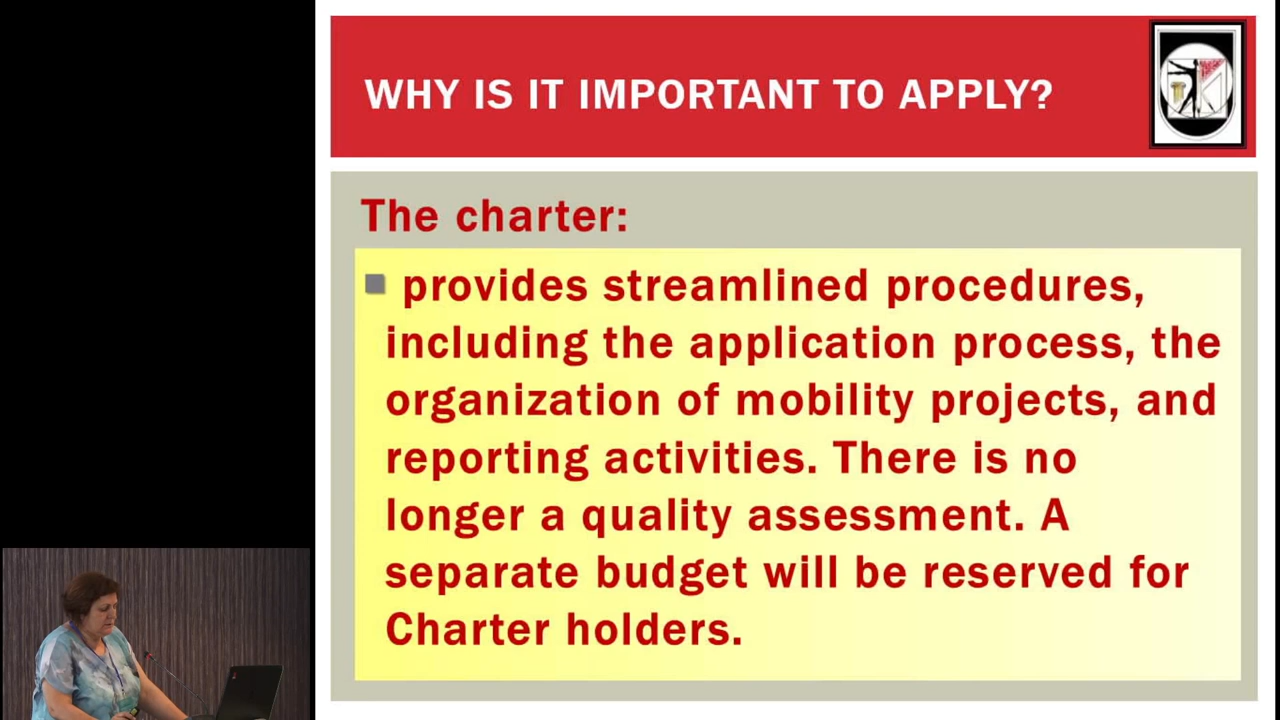 WHY IS IT IMPORTANT TO APPLY?
The charter:
provides streamlined procedures,
including the application process, the
organization of mobility projects, and
reporting activities. There is no
longer a quality assessment. A
separate budget will be reserved for
Charter holders.